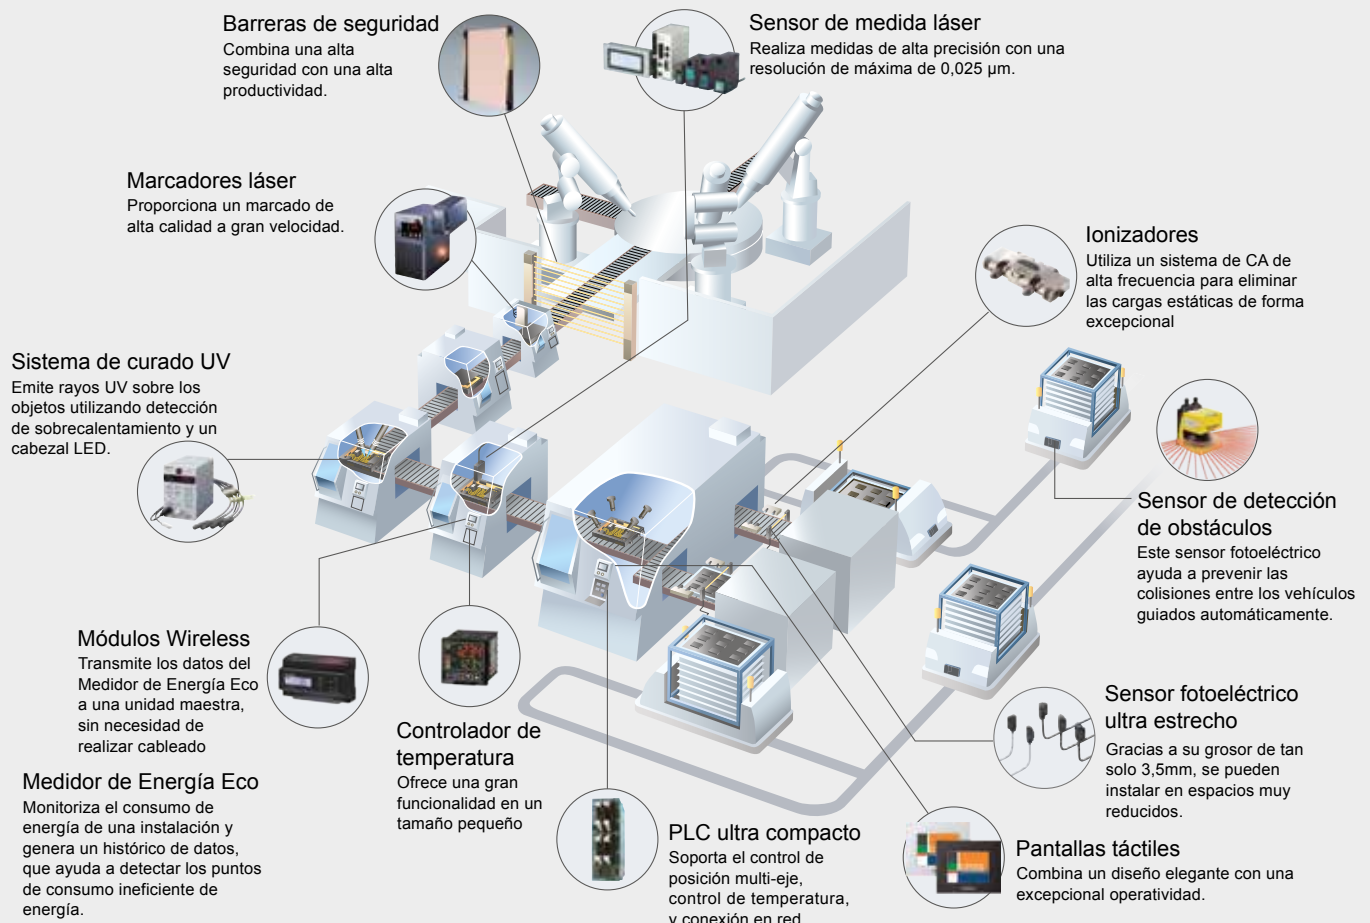 Barreras de seguridad
Combina una alta
seguridad con una alta
productividad.
Sensor de medida láser
Realiza medidas de alta precisión con una
resolución de máxima de 0,025 µm.
Marcadores láser
Proporciona un marcado de
alta calidad a gran velocidad.
Ionizadores
Utiliza un sistema de CA de
alta frecuencia para eliminar
las cargas estáticas de forma
excepcional
Sistema de curado UV
Emite rayos UV sobre los
objetos utilizando detección
de sobrecalentamiento y un
cabezal LED.
Sensor de detección
de obstáculos
Este sensor fotoeléctrico
ayuda a prevenir las
colisiones entre los vehículos
guiados automáticamente.
Módulos Wireless
Transmite los datos del
Medidor de Energía Eco
a una unidad maestra,
sin necesidad de
realizar cableado
Controlador de
temperatura
Ofrece una gran
funcionalidad en un
tamaño pequeño
Sensor fotoeléctrico
ultra estrecho
Gracias a su grosor de tan
solo 3,5mm, se pueden
instalar en espacios muy
reducidos.
Medidor de Energía Eco
Monitoriza el consumo de
energía de una instalación y
genera un histórico de datos,
que ayuda a detectar los puntos
de consumo ineficiente de
energía.
PLC ultra compacto
Soporta el control de
posición multi-eje,
control de temperatura,
y conexión en red
Pantallas táctiles
Combina un diseño elegante con una
excepcional operatividad.